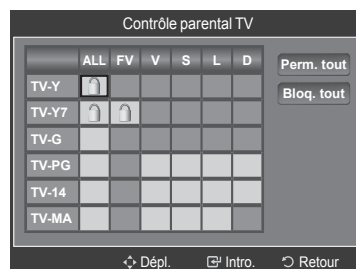 Contrôle parental TV
ALL FV V S L D
TV-Y
TV-Y7
TV-G
TV-PG
TV-14
TV-MA
Perm. tout
Bloq. tout
Dépl. Intro. Retour